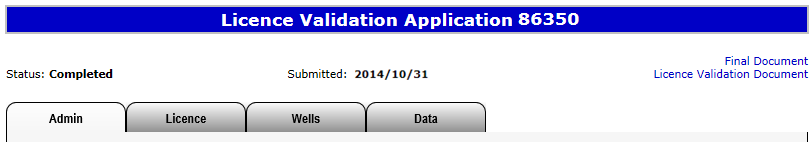 Licence Validation Application 86350
Final Document
Status: Completed Submitted: 2014/10/31 Licence Validation Document
Admin Licence Wells Data